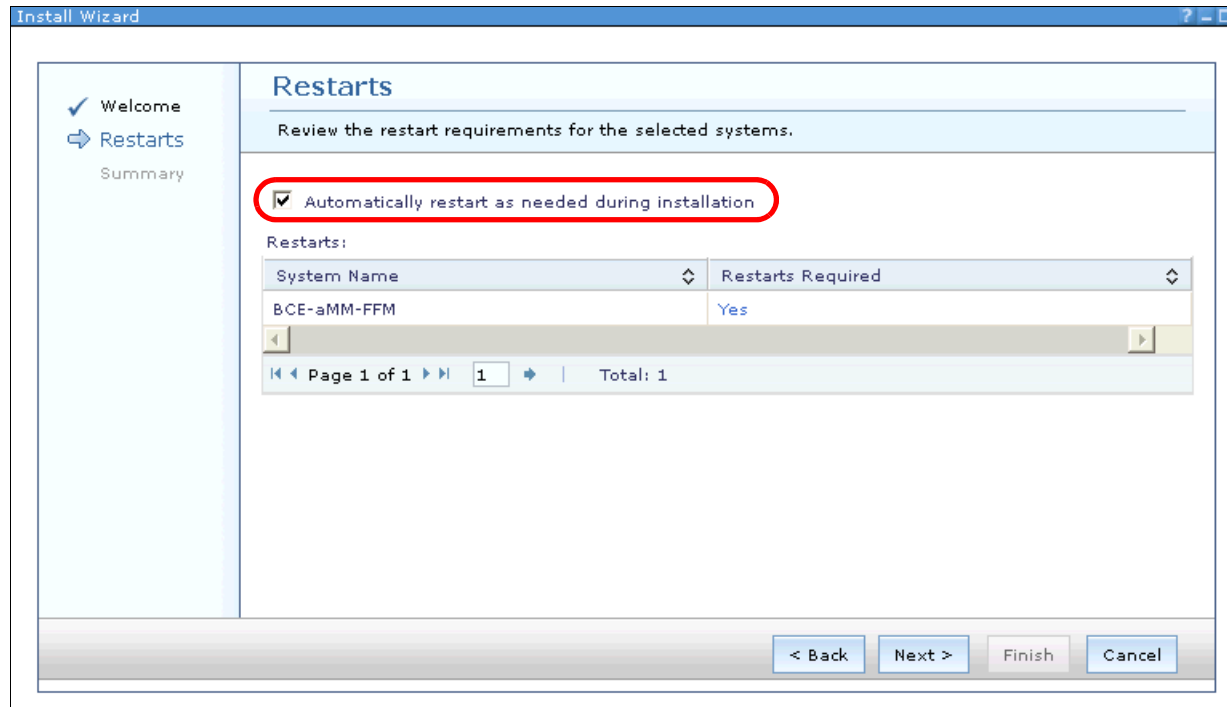 Install Wizard
Welcome
Restarts
Summary
Restarts
Review the restart requirements for the selected systems.
Automatically restart as needed during installation
Restarts:
System Name Restarts Required
BCE-aMM-FFM Yes
Page 1 of 1 1 | Total: 1
< Back Next > Finish Cancel